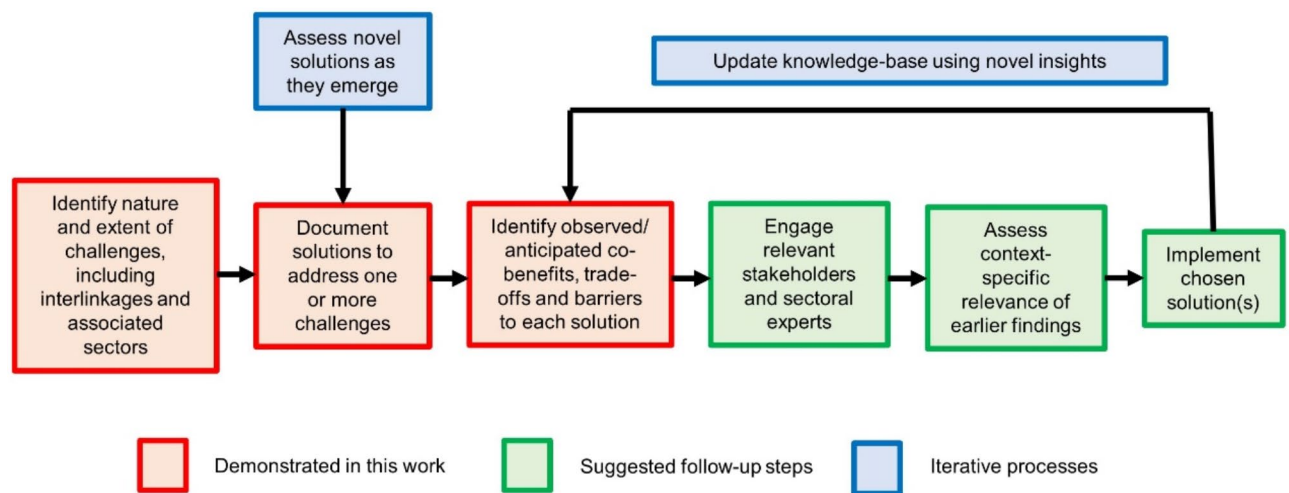 Assess novel
solutions as
they emerge
Update knowledge-base using novel insights
Identify nature
and extent of
challenges,
including
interlinkages and
associated
sectors
Document
solutions to
address one
or more
challenges
Identify observed/
anticipated co-
benefits, trade-
offs and barriers
to each solution
Engage
relevant
stakeholders
and sectoral
experts
Assess
context-
specific
relevance of
earlier findings
Implement
chosen
solution(s)
Demonstrated in this work
Suggested follow-up steps
Iterative processes